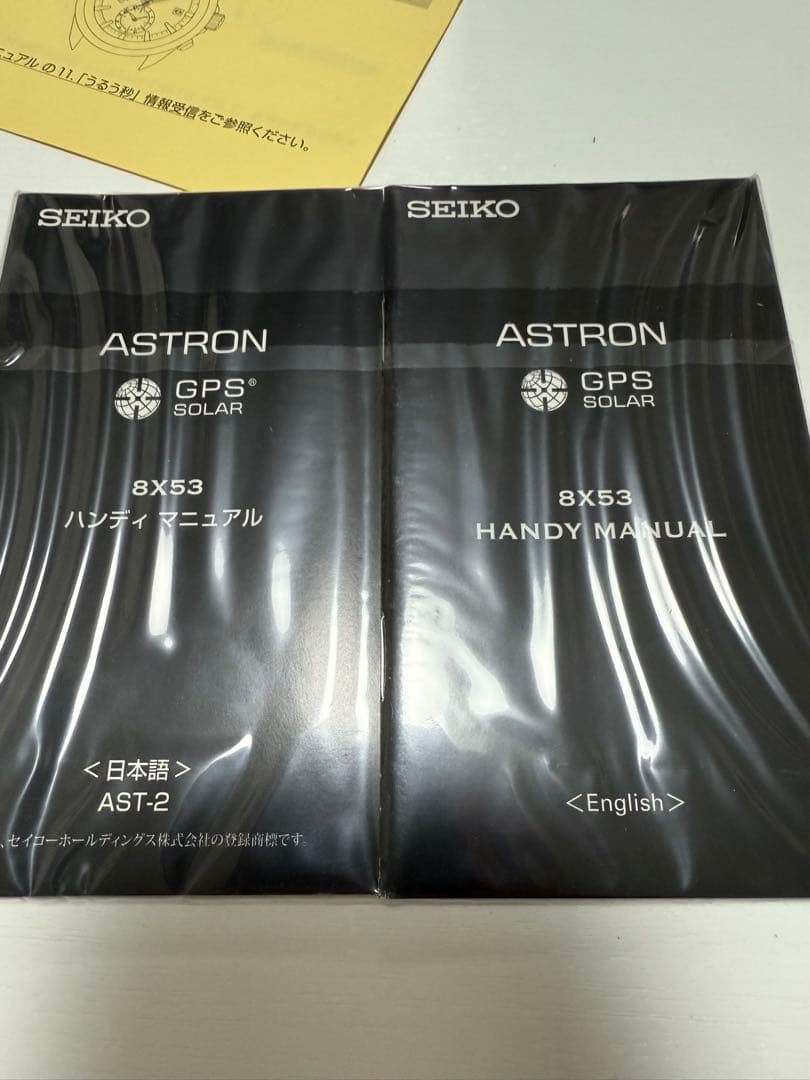 ュアル の11.「うるう秒」情報受信をご参照ください。
SEIKO
ASTRON
GPS®
SOLAR
8X53
ハンディ マニュアル
<日本語>
AST-2
、セイコーホールディングス株式会社の登録商標です。
SEIKO
ASTRON
GPS
SOLAR
8X53
HANDY MANUAL
<English>